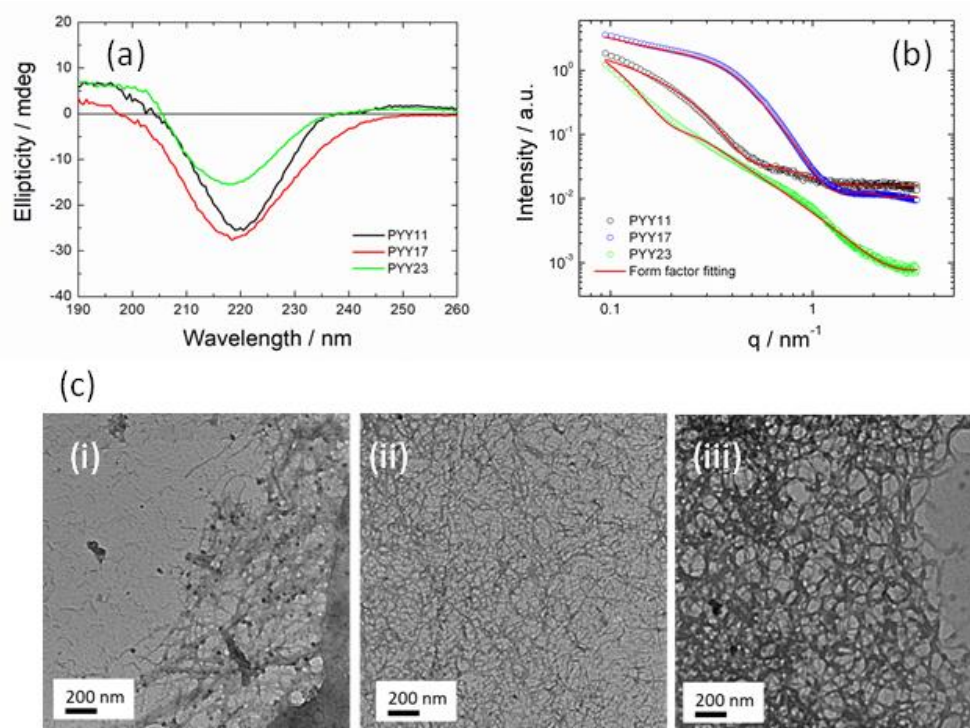 (a)
20
10
0
-10
-20
-30
-40
Ellipticity / mdeg
PYY11
PYY17
PYY23
190 200 210 220 230 240 250 260
Wavelength / nm
(b)
10⁰
10⁻¹
10⁻²
10⁻³
Intensity / a.u.
PYY11
PYY17
PYY23
Form factor fitting
0.1 1
q / nm⁻¹
(c)
(i)
200 nm
(ii)
200 nm
(iii)
200 nm